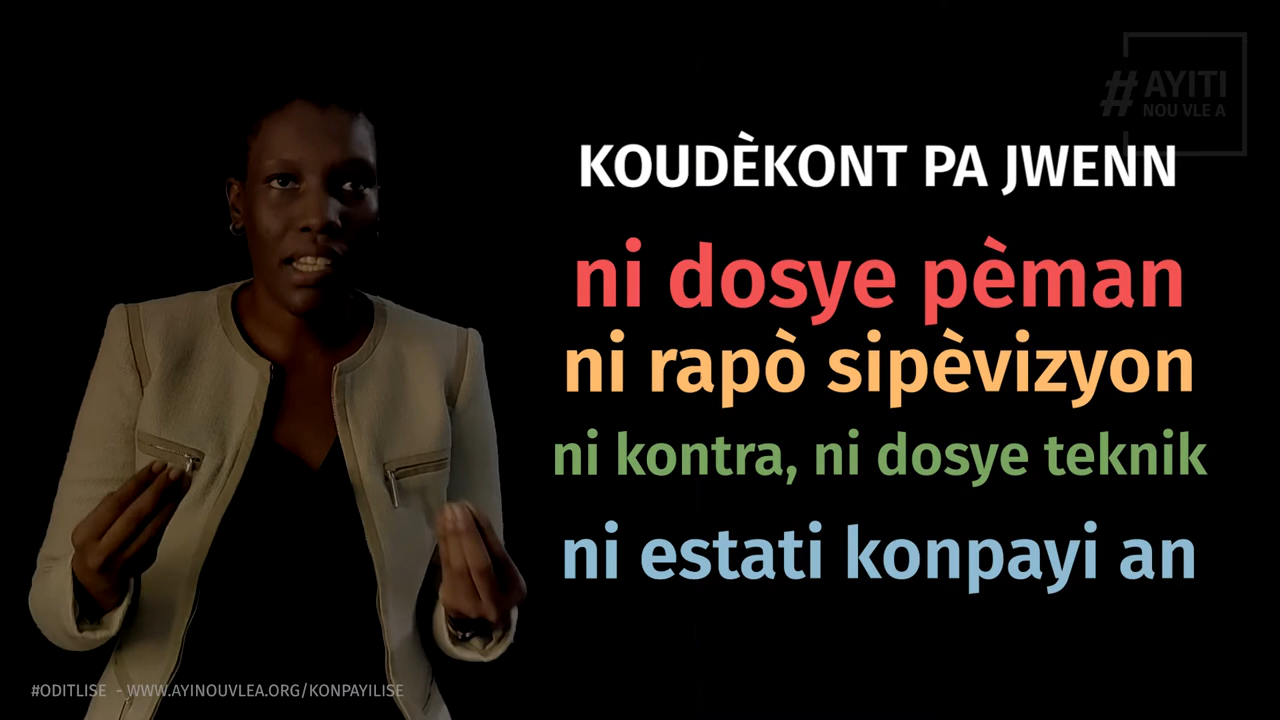 #AYITI
NOU VLE A
KOUDÈKONT PA JWENN
ni dosye pèman
ni rapò sipèvizyon
ni kontra, ni dosye teknik
ni estati konpayi an
#ODITLISE - WWW.AYINOUVLEA.ORG/KONPAYILISE